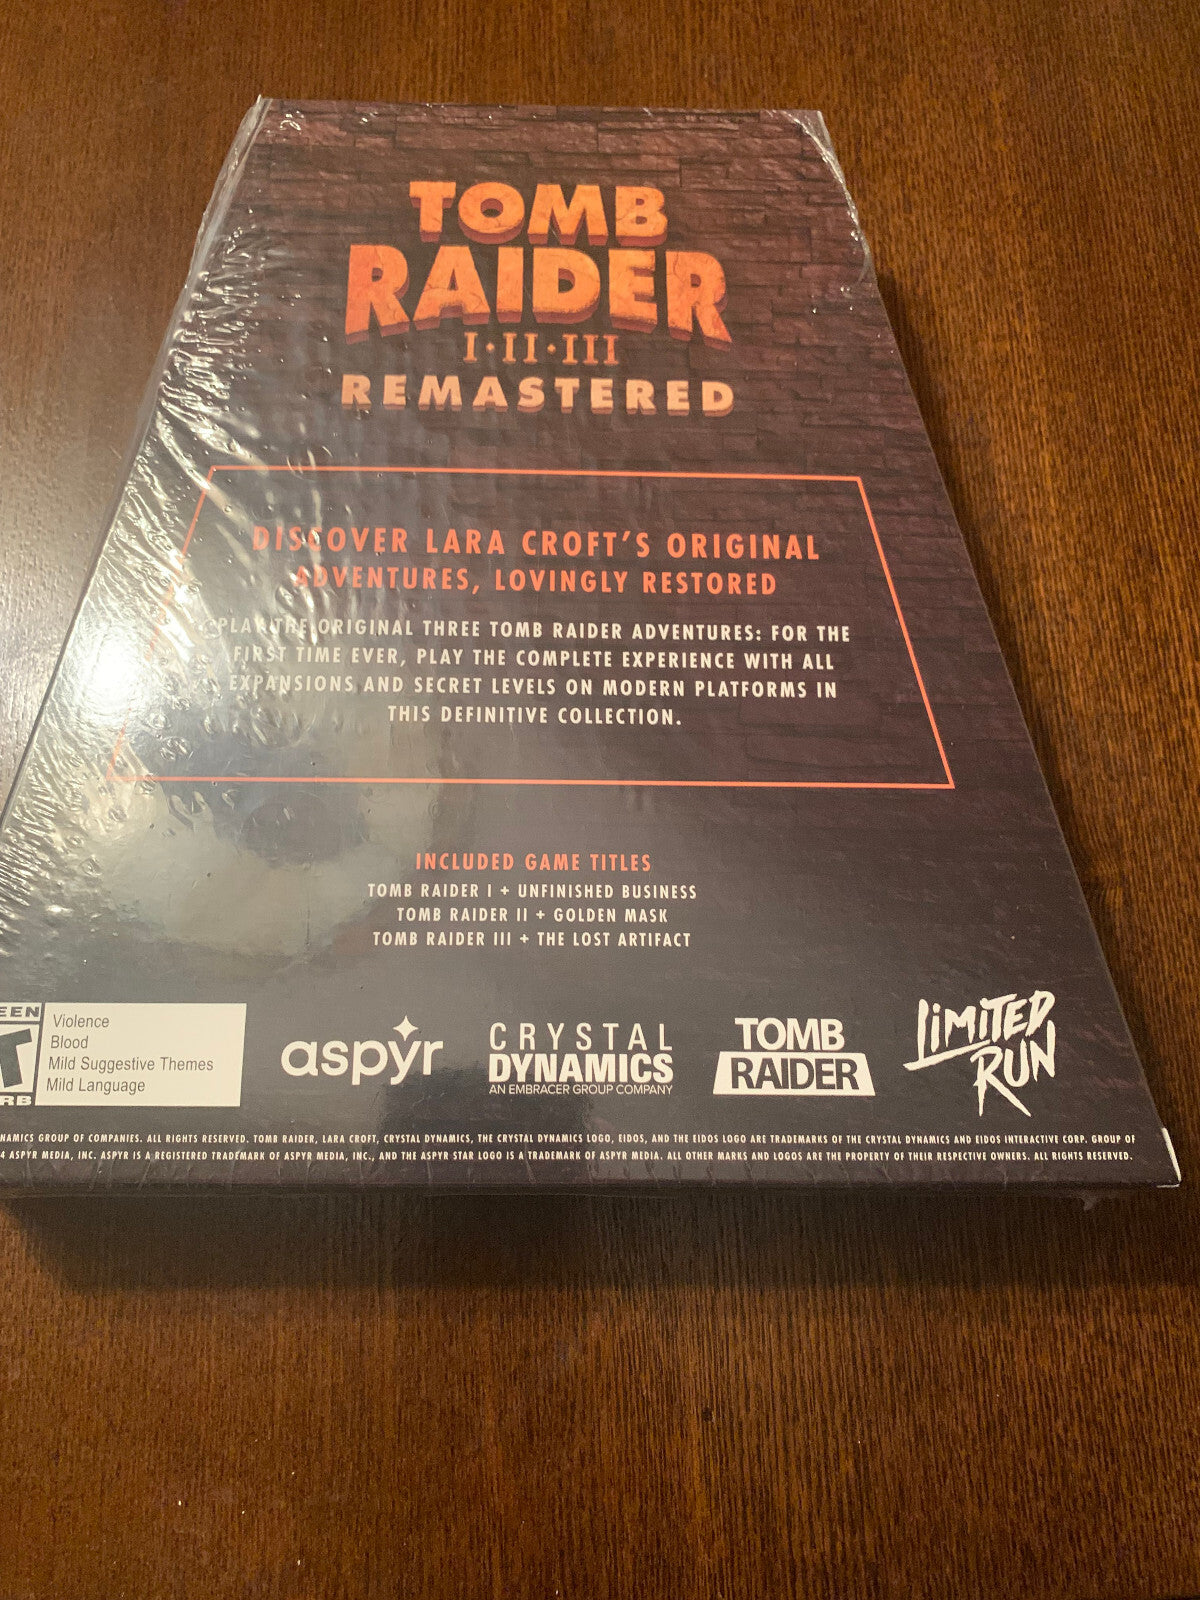 TOMB
RAIDER
I•II•III
REMASTERED
DISCOVER LARA CROFT'S ORIGINAL
ADVENTURES, LOVINGLY RESTORED
PLAY THE ORIGINAL THREE TOMB RAIDER ADVENTURES: FOR THE
FIRST TIME EVER, PLAY THE COMPLETE EXPERIENCE WITH ALL
EXPANSIONS AND SECRET LEVELS ON MODERN PLATFORMS IN
THIS DEFINITIVE COLLECTION.
INCLUDED GAME TITLES
TOMB RAIDER I + UNFINISHED BUSINESS
TOMB RAIDER II + GOLDEN MASK
TOMB RAIDER III + THE LOST ARTIFACT
EEN
T
RB
Violence
Blood
Mild Suggestive Themes
Mild Language
aspyr
CRYSTAL
DYNAMICS
AN EMBRACER GROUP COMPANY
TOMB
RAIDER
LiMiTED
RUN
NAMICS GROUP OF COMPANIES. ALL RIGHTS RESERVED. TOMB RAIDER, LARA CROFT, CRYSTAL DYNAMICS, THE CRYSTAL DYNAMICS LOGO, EIDOS, AND THE EIDOS LOGO ARE TRADEMARKS OF THE CRYSTAL DYNAMICS AND EIDOS INTERACTIVE CORP. GROUP OF
4 ASPYR MEDIA, INC. ASPYR IS A REGISTERED TRADEMARK OF ASPYR MEDIA, INC., AND THE ASPYR STAR LOGO IS A TRADEMARK OF ASPYR MEDIA. ALL OTHER MARKS AND LOGOS ARE THE PROPERTY OF THEIR RESPECTIVE OWNERS. ALL RIGHTS RESERVED.